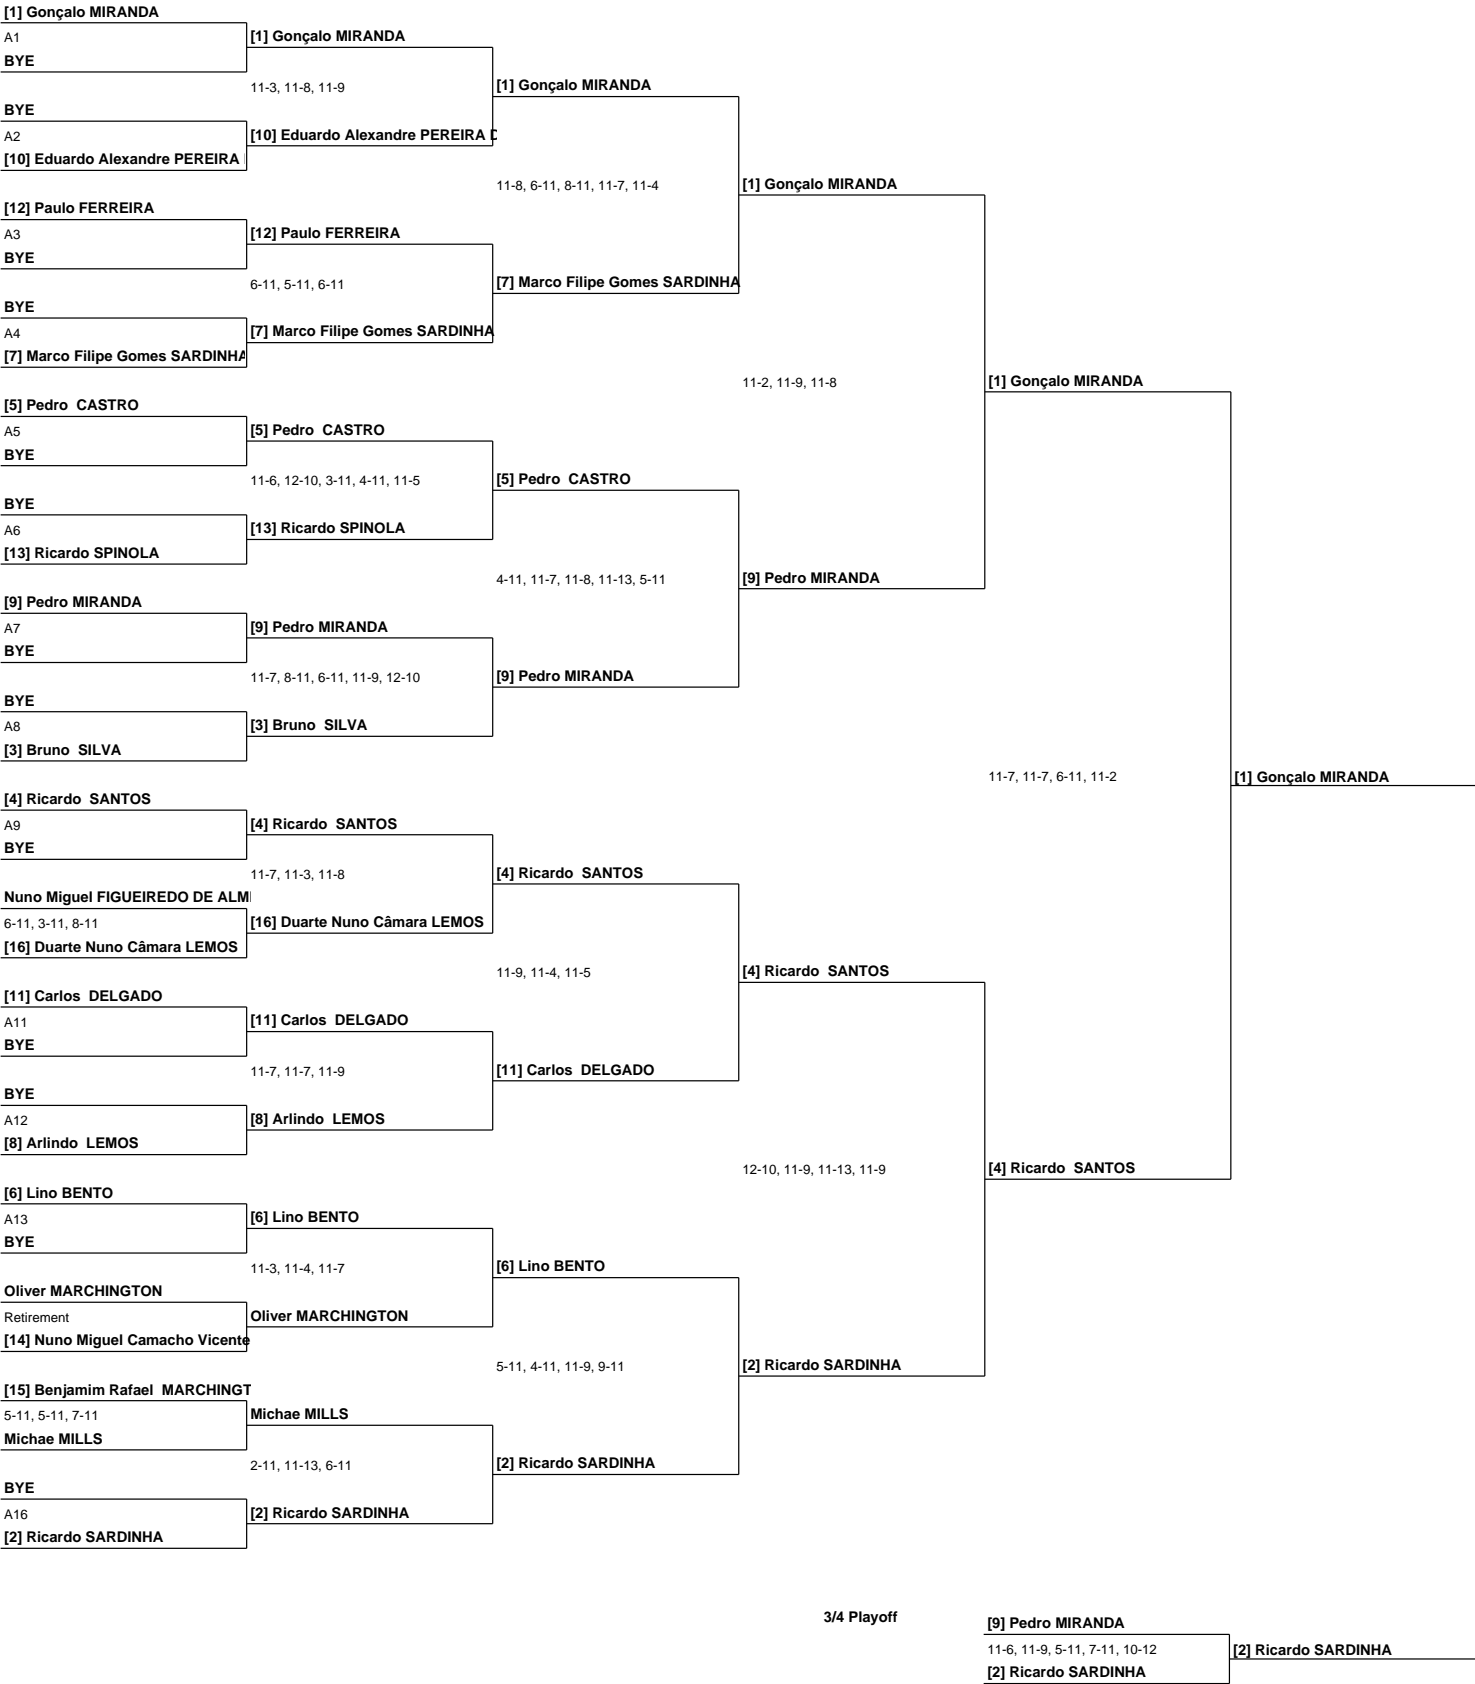 [1] Gonçalo MIRANDA
A1
BYE
BYE
A2
[10] Eduardo Alexandre PEREIRA
[12] Paulo FERREIRA
A3
BYE
BYE
A4
[7] Marco Filipe Gomes SARDINHA
[5] Pedro  CASTRO
A5
BYE
BYE
A6
[13] Ricardo SPINOLA
[9] Pedro MIRANDA
A7
BYE
BYE
A8
[3] Bruno  SILVA
[4] Ricardo  SANTOS
A9
BYE
Nuno Miguel FIGUEIREDO DE ALM
6-11, 3-11, 8-11
[16] Duarte Nuno Câmara LEMOS
[11] Carlos  DELGADO
A11
BYE
BYE
A12
[8] Arlindo  LEMOS
[6] Lino BENTO
A13
BYE
Oliver MARCHINGTON
Retirement
[14] Nuno Miguel Camacho Vicente
[15] Benjamim Rafael  MARCHINGT
5-11, 5-11, 7-11
Michae MILLS
BYE
A16
[2] Ricardo SARDINHA
[1] Gonçalo MIRANDA
11-3, 11-8, 11-9
[10] Eduardo Alexandre PEREIRA D
[12] Paulo FERREIRA
6-11, 5-11, 6-11
[7] Marco Filipe Gomes SARDINHA
[5] Pedro  CASTRO
11-6, 12-10, 3-11, 4-11, 11-5
[13] Ricardo SPINOLA
[9] Pedro MIRANDA
11-7, 8-11, 6-11, 11-9, 12-10
[3] Bruno  SILVA
[4] Ricardo  SANTOS
11-7, 11-3, 11-8
[16] Duarte Nuno Câmara LEMOS
[11] Carlos  DELGADO
11-7, 11-7, 11-9
[8] Arlindo  LEMOS
[6] Lino BENTO
11-3, 11-4, 11-7
Oliver MARCHINGTON
Michae MILLS
2-11, 11-13, 6-11
[2] Ricardo SARDINHA
[1] Gonçalo MIRANDA
11-8, 6-11, 8-11, 11-7, 11-4
[7] Marco Filipe Gomes SARDINHA
[5] Pedro  CASTRO
4-11, 11-7, 11-8, 11-13, 5-11
[9] Pedro MIRANDA
[4] Ricardo  SANTOS
11-9, 11-4, 11-5
[11] Carlos  DELGADO
[6] Lino BENTO
5-11, 4-11, 11-9, 9-11
[2] Ricardo SARDINHA
[1] Gonçalo MIRANDA
11-2, 11-9, 11-8
[9] Pedro MIRANDA
[4] Ricardo  SANTOS
12-10, 11-9, 11-13, 11-9
[2] Ricardo SARDINHA
[1] Gonçalo MIRANDA
11-7, 11-7, 6-11, 11-2
[4] Ricardo  SANTOS
[1] Gonçalo MIRANDA
3/4 Playoff
[9] Pedro MIRANDA
11-6, 11-9, 5-11, 7-11, 10-12
[2] Ricardo SARDINHA
[2] Ricardo SARDINHA